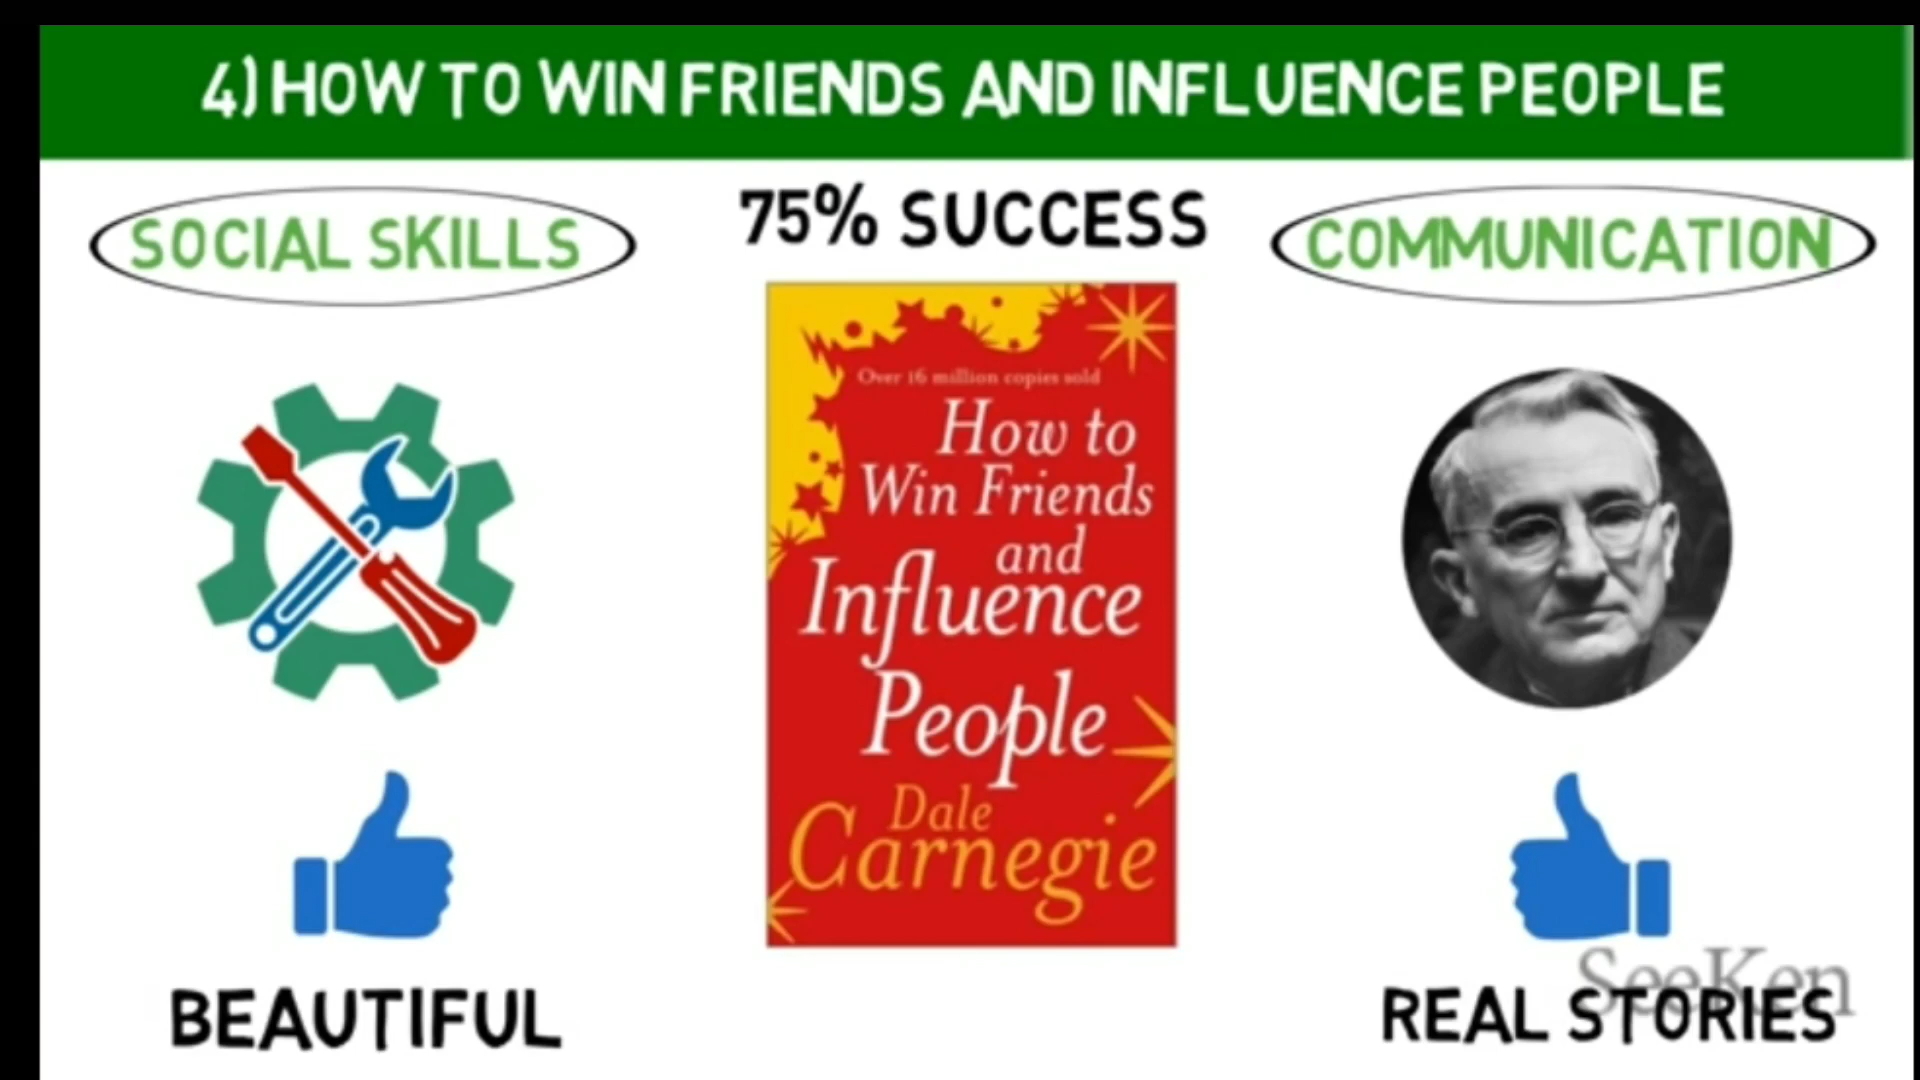 4) HOW TO WIN FRIENDS AND INFLUENCE PEOPLE
SOCIAL SKILLS
75% SUCCESS
COMMUNICATION
Over 16 million copies sold
How to
Win Friends
and
Influence
People
Dale
Carnegie
BEAUTIFUL
SeeKen
REAL STORIES